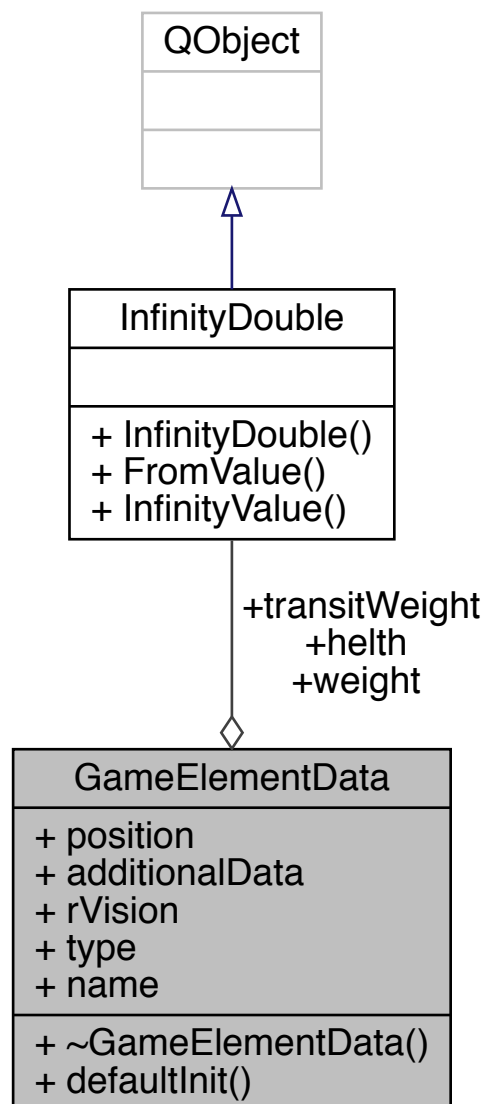 QObject
InfinityDouble
+ InfinityDouble()
+ FromValue()
+ InfinityValue()
+transitWeight
+helth
+weight
GameElementData
+ position
+ additionalData
+ rVision
+ type
+ name
+ ~GameElementData()
+ defaultInit()